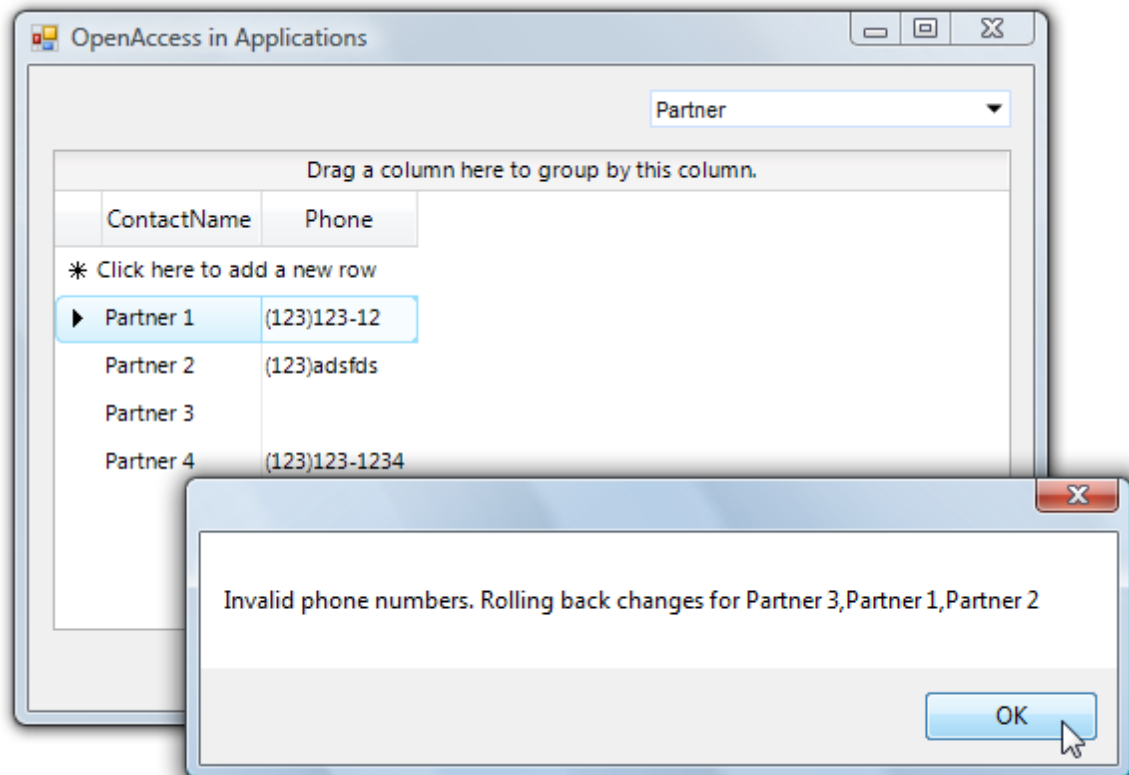 OpenAccess in Applications
Partner
Drag a column here to group by this column.
ContactName Phone
Click here to add a new row
Partner 1 (123)123-12
Partner 2 (123)adsfds
Partner 3
Partner 4 (123)123-1234
Invalid phone numbers. Rolling back changes for Partner 3,Partner 1,Partner 2
OK